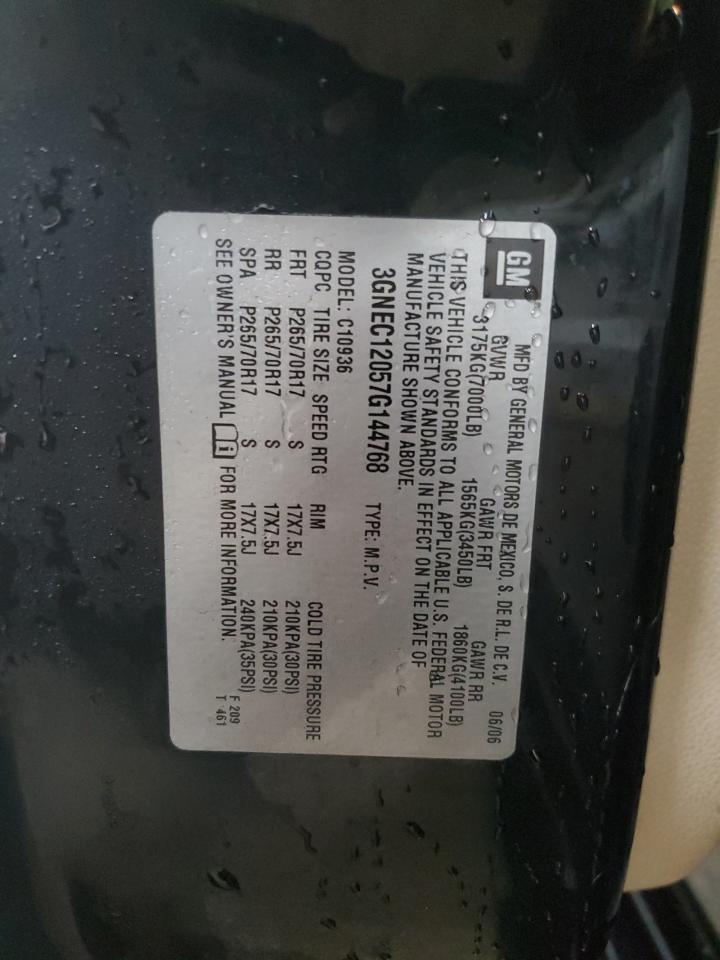 GM
MFD BY GENERAL MOTORS DE MEXICO, S. DE R.L. DE C.V. 06/06
GVWR GAWR FRT GAWR RR
3175KG(7000LB) 1565KG(3450LB) 1860KG(4100LB)
THIS VEHICLE CONFORMS TO ALL APPLICABLE U.S. FEDERAL MOTOR
VEHICLE SAFETY STANDARDS IN EFFECT ON THE DATE OF
MANUFACTURE SHOWN ABOVE.
3GNEC12057G144768 TYPE: M.P.V.
MODEL: C10936
CQPC TIRE SIZE SPEED RTG RIM COLD TIRE PRESSURE
FRT P265/70R17 S 17X7.5J 210KPA(30PSI)
RR P265/70R17 S 17X7.5J 210KPA(30PSI)
SPA P265/70R17 S 17X7.5J 240KPA(35PSI)
SEE OWNER'S MANUAL i FOR MORE INFORMATION.
F 209
T 461